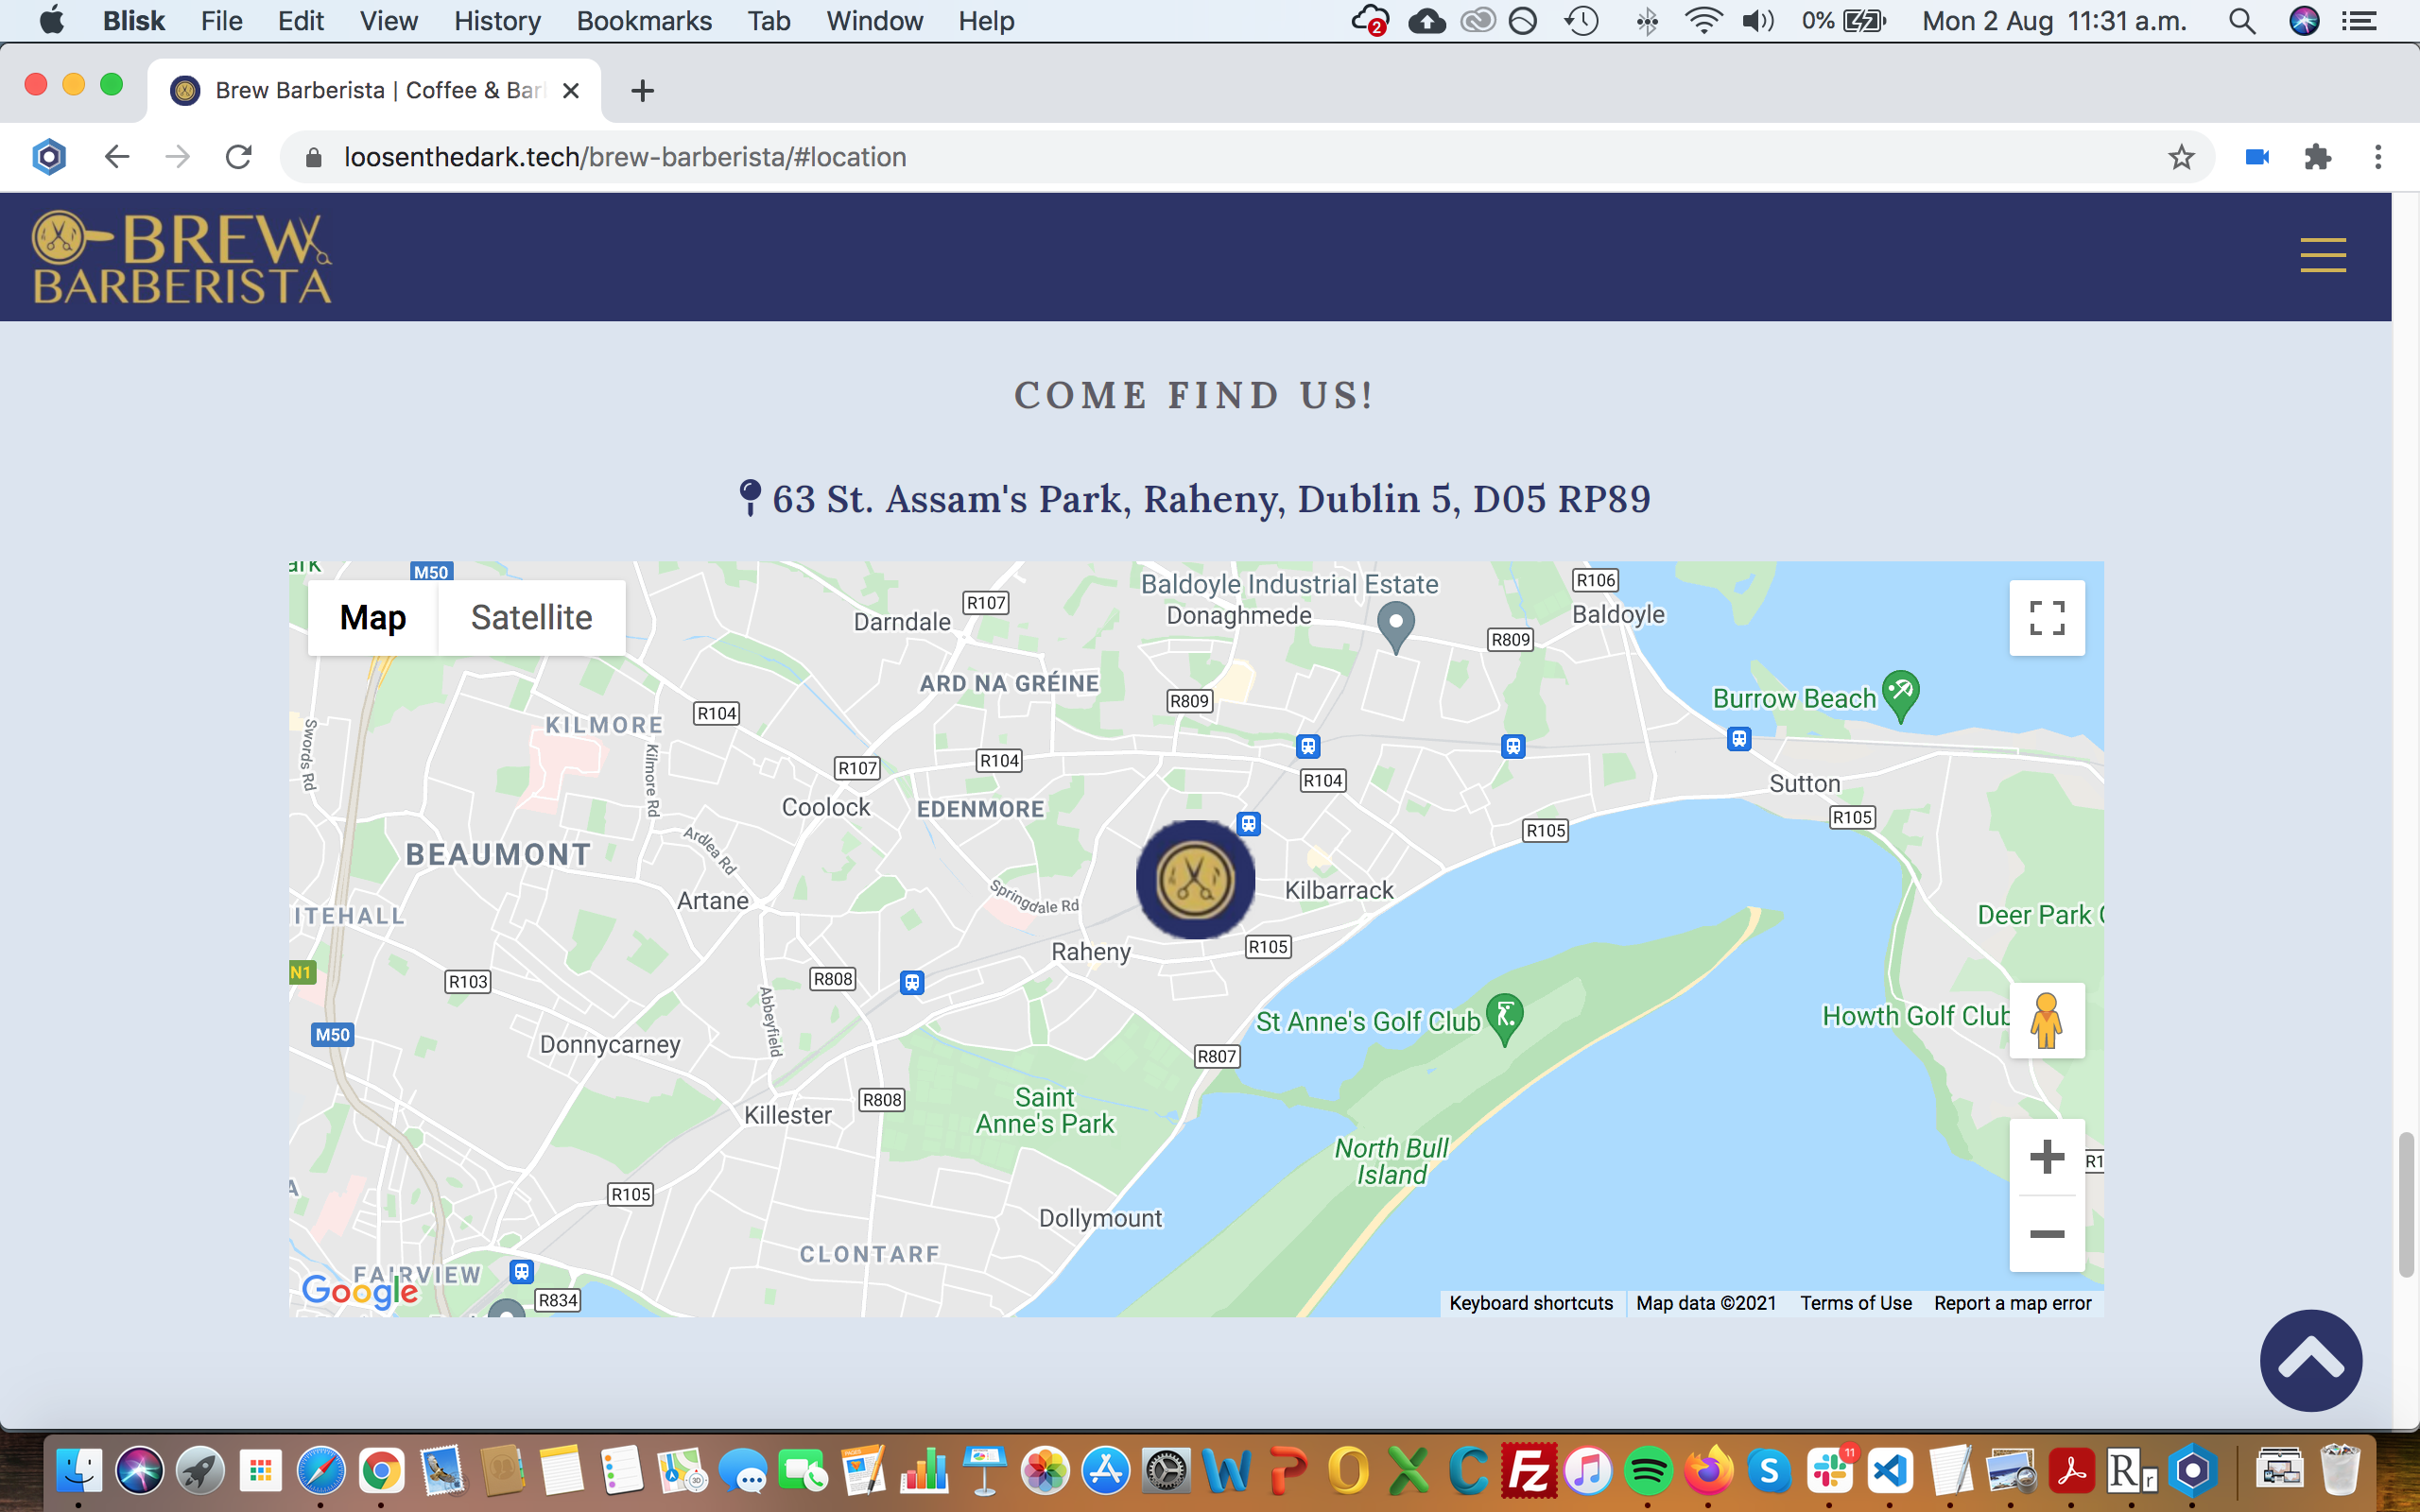 Blisk File Edit View History Bookmarks Tab Window Help 2 0% Mon 2 Aug 11:31 a.m.
Brew Barberista | Coffee & Bar
loosenthedark.tech/brew-barberista/#location
BREW
BARBERISTA
COME FIND US!
63 St. Assam's Park, Raheny, Dublin 5, D05 RP89
Map Satellite
M50
Baldoyle Industrial Estate
R106
R107
Darndale
Donaghmede
Baldoyle
R809
ARD NA GRÉINE
R809
Burrow Beach
KILMORE
R104
Swords Rd
Kilmore Rd
R107
R104
R104
Sutton
Coolock
EDENMORE
R105
R105
BEAUMONT
Ardlea Rd
Artane
Springdale Rd
Kilbarrack
ITEHALL
Deer Park
Raheny
R105
N1
R103
R808
Abbeyfield
St Anne's Golf Club
Howth Golf Club
M50
Donnycarney
R807
Saint
Anne's Park
Killester
R808
North Bull
Island
R1
R105
Dollymount
CLONTARF
FAIRVIEW
Google
R834
Keyboard shortcuts Map data ©2021 Terms of Use Report a map error
30 W P O X C Fz S 11 R r